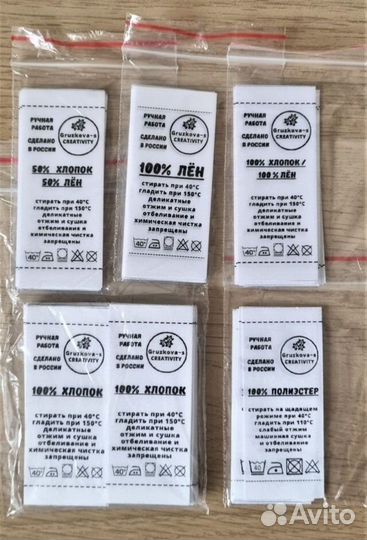 РУЧНАЯ
РАБОТА
СДЕЛАНО
В РОССИИ
Gruzkova-s
CREATIVITY
50% ХЛОПОК
50% ЛЁН
стирать при 40°C
гладить при 150°C
деликатные
отжим и сушка
отбеливание и
химическая чистка
запрещены
40°
РУЧНАЯ
РАБОТА
СДЕЛАНО
В РОССИИ
Gruzkova-s
CREATIVITY
100% ЛЁН
стирать при 40°C
гладить при 150°C
деликатные
отжим и сушка
отбеливание и
химическая чистка
запрещены
40°
РУЧНАЯ
РАБОТА
СДЕЛАНО
В РОССИИ
Gruzkova-s
CREATIVITY
100% ХЛОПОК /
100 % ЛЁН
стирать при 40°C
гладить при 150°C
деликатные
отжим и сушка
отбеливание и
химическая чистка
запрещены
40°
РУЧНАЯ
РАБОТА
СДЕЛАНО
В РОССИИ
Gruzkova-s
CREATIVITY
100% ХЛОПОК
стирать при 40°C
гладить при 150°C
деликатные
отжим и сушка
отбеливание и
химическая чистка
запрещены
40°
РУЧНАЯ
РАБОТА
СДЕЛАНО
В РОССИИ
Gruzkova-s
CREATIVITY
100% ХЛОПОК
стирать при 40°C
гладить при 150°C
деликатные
отжим и сушка
отбеливание и
химическая чистка
запрещены
40°
РУЧНАЯ
РАБОТА
СДЕЛАНО
В РОССИИ
Gruzkova-s
CREATIVITY
100% ПОЛИЭСТЕР
стирать на щадящем
режиме при 40°C
гладить при 110°C
слабый отжим
машинная сушка
и отбеливание
запрещены
40
Avito